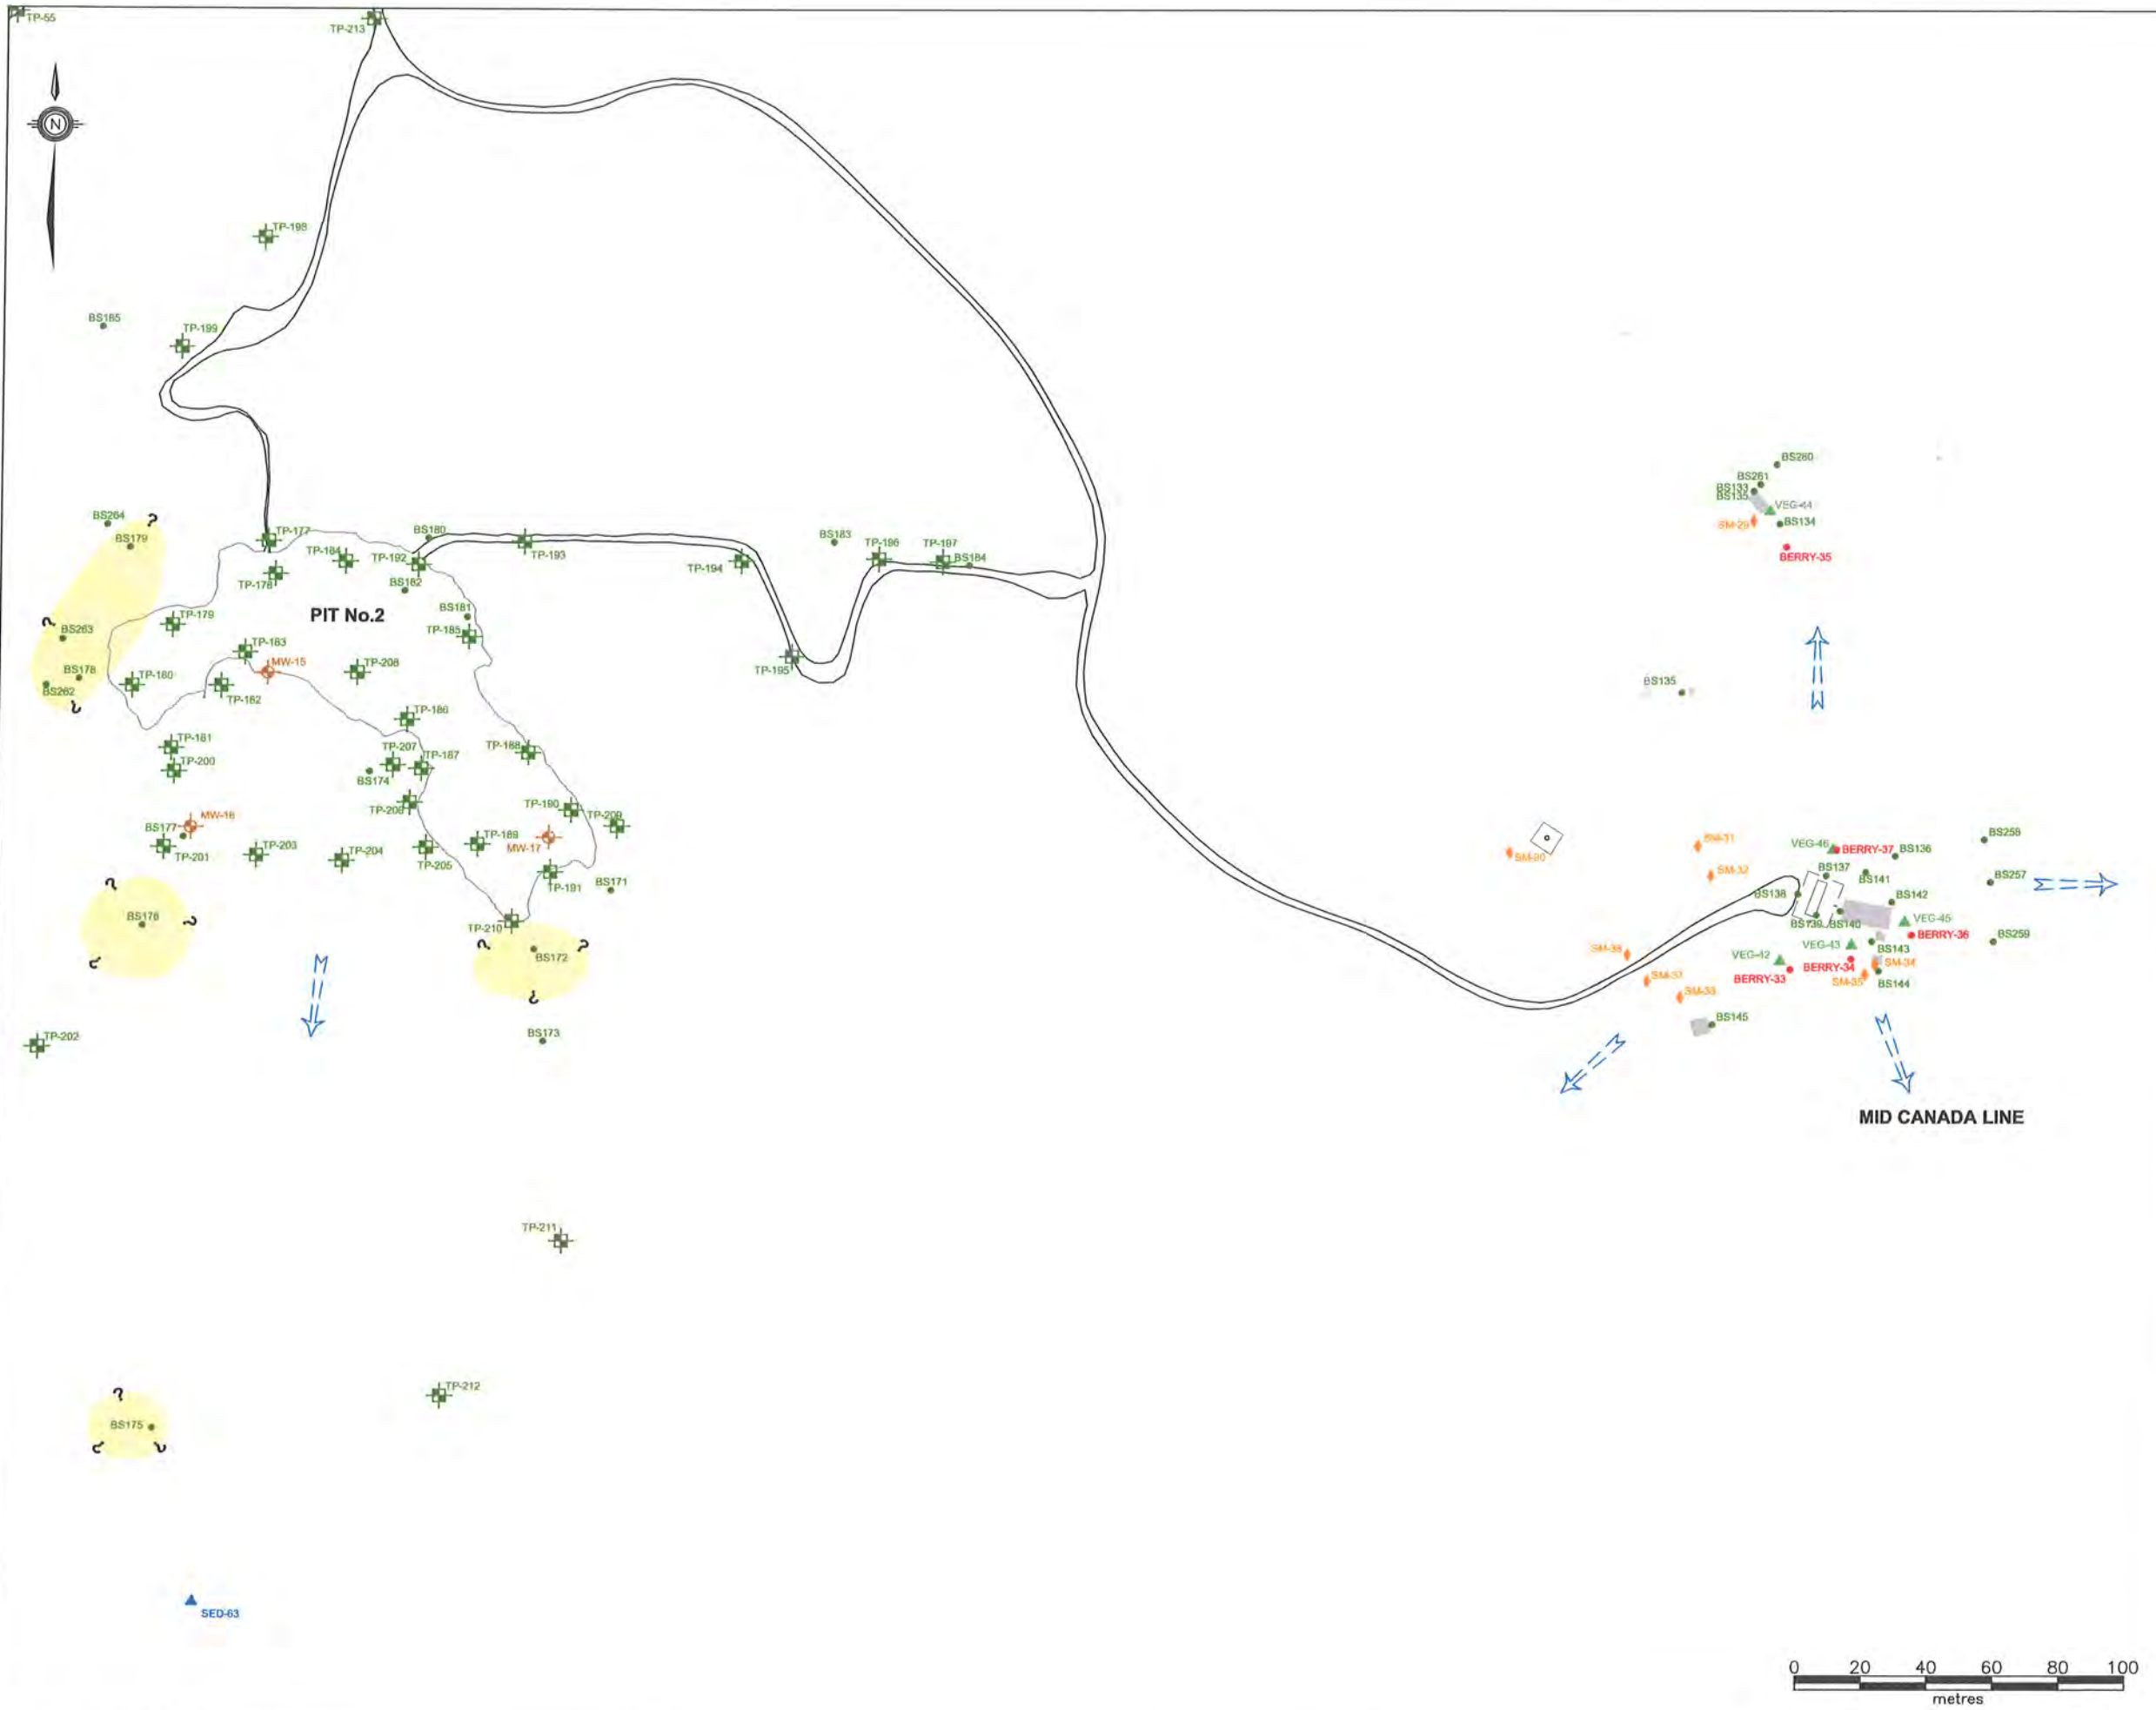 TP-55
TP-213
N
TP-198
BS185
TP-199
BS260
BS261
BS133
BS135
VEG-44
SM-29
BS134
BERRY-35
BS264
?
BS179
TP-177
BS180
TP-184
TP-192
TP-193
BS183
TP-196
TP-197
BS184
TP-194
TP-178
BS182
PIT No.2
BS181
TP-179
TP-185
?
BS263
TP-183
MW-15
TP-208
TP-195
BS178
TP-180
BS262
TP-182
?
BS135
TP-186
TP-181
TP-207
TP-187
TP-188
TP-200
BS174
TP-206
TP-190
TP-209
MW-16
BS177
TP-201
TP-203
TP-204
TP-205
TP-189
MW-17
TP-191
BS171
SM-30
SM-31
SM-32
VEG-46
BERRY-37
BS136
BS258
BS137
BS141
BS257
BS138
BS142
BS139
BS140
VEG-45
BERRY-36
BS259
?
BS176
?
?
TP-210
?
?
BS172
?
VEG-43
BS143
VEG-42
BERRY-34
SM-34
BERRY-33
SM-35
BS144
SM-37
SM-33
BS145
TP-202
BS173
MID CANADA LINE
TP-211
?
TP-212
BS175
?
?
SED-63
0 20 40 60 80 100
metres